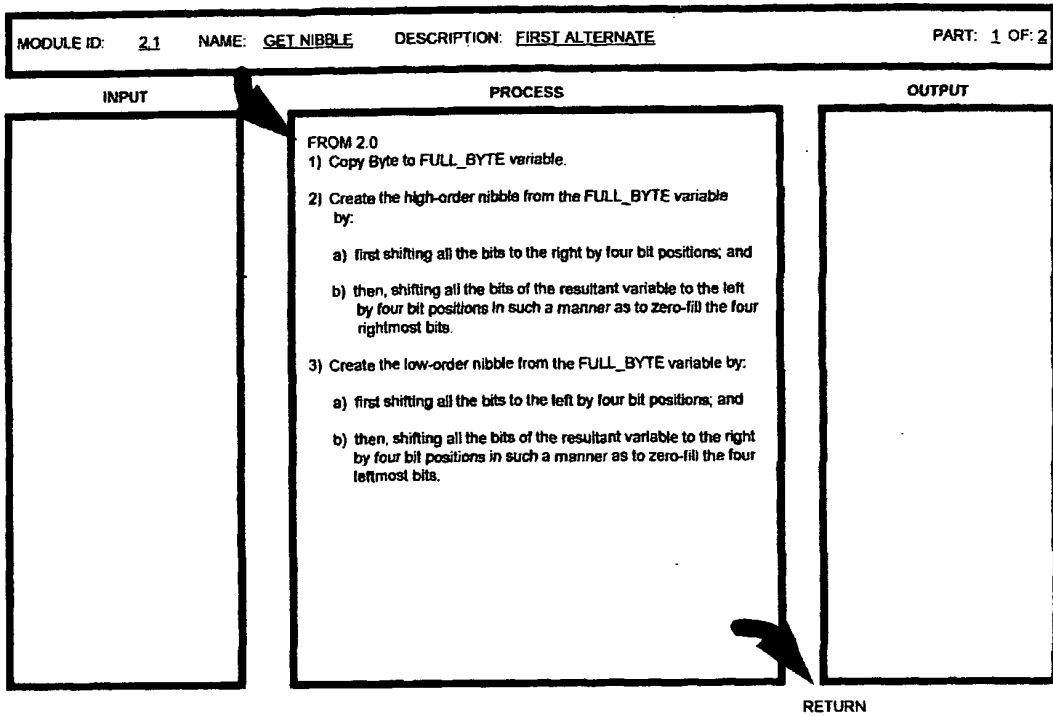 MODULE ID: 2.1 NAME: GET NIBBLE DESCRIPTION: FIRST ALTERNATE PART: 1 OF: 2
INPUT PROCESS OUTPUT
FROM 2.0
1) Copy Byte to FULL_BYTE variable.
2) Create the high-order nibble from the FULL_BYTE variable
by:
a) first shifting all the bits to the right by four bit positions; and
b) then, shifting all the bits of the resultant variable to the left
by four bit positions in such a manner as to zero-fill the four
rightmost bits.
3) Create the low-order nibble from the FULL_BYTE variable by:
a) first shifting all the bits to the left by four bit positions; and
b) then, shifting all the bits of the resultant variable to the right
by four bit positions in such a manner as to zero-fill the four
leftmost bits.
RETURN